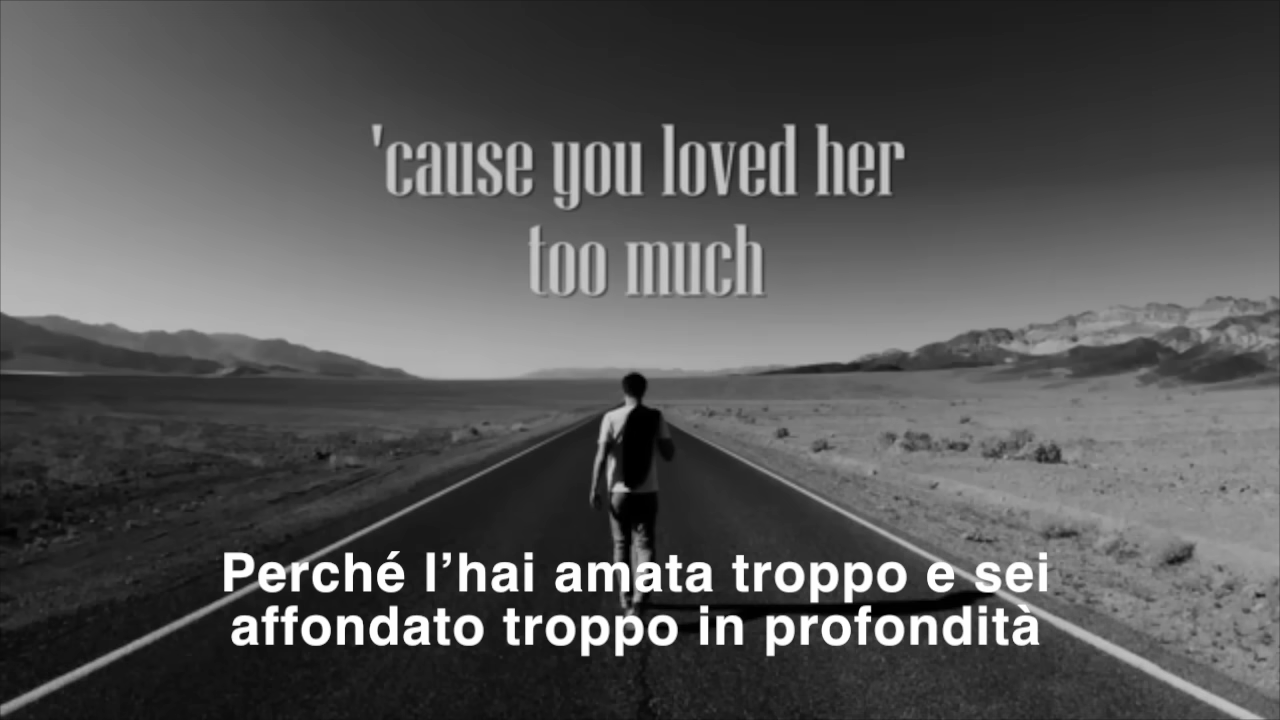 'cause you loved her
too much
Perché l’hai amata troppo e sei
affondato troppo in profondità